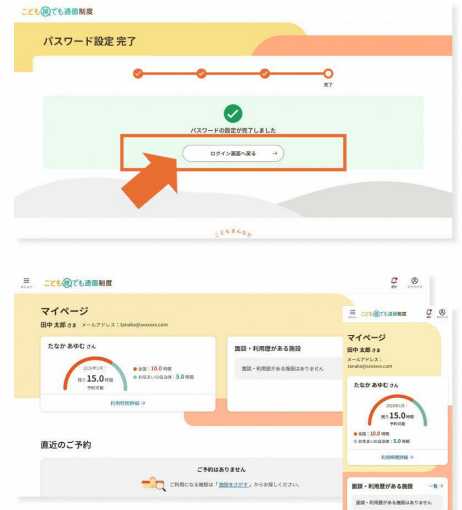 こども誰でも通園制度
パスワード設定 完了
完了
パスワードの設定が完了しました
ログイン画面へ戻る →
こどもまんなか
こども誰でも通園制度
マイページ
田中 太郎 さま メールアドレス：tanaka@xxxxxxx.com
たなか あゆむ さん
2026年1月：
残り 15.0 時間
予約可能
全国：10.0 時間
お住まいの自治体：5.0 時間
利用時間詳細 →
面談・利用歴がある施設
面談・利用歴がある施設はありません
直近のご予約
ご予約はありません
ご利用になる施設は「施設をさがす」からお探しください。
こども誰でも通園制度
マイページ
田中 太郎 さま
メールアドレス：
tanaka@xxxxxxx.com
たなか あゆむ さん
2026年1月：
残り 15.0 時間
予約可能
全国：10.0 時間
お住まいの自治体：5.0 時間
利用時間詳細 →
面談・利用歴がある施設 一覧 →
面談・利用歴がある施設はありません